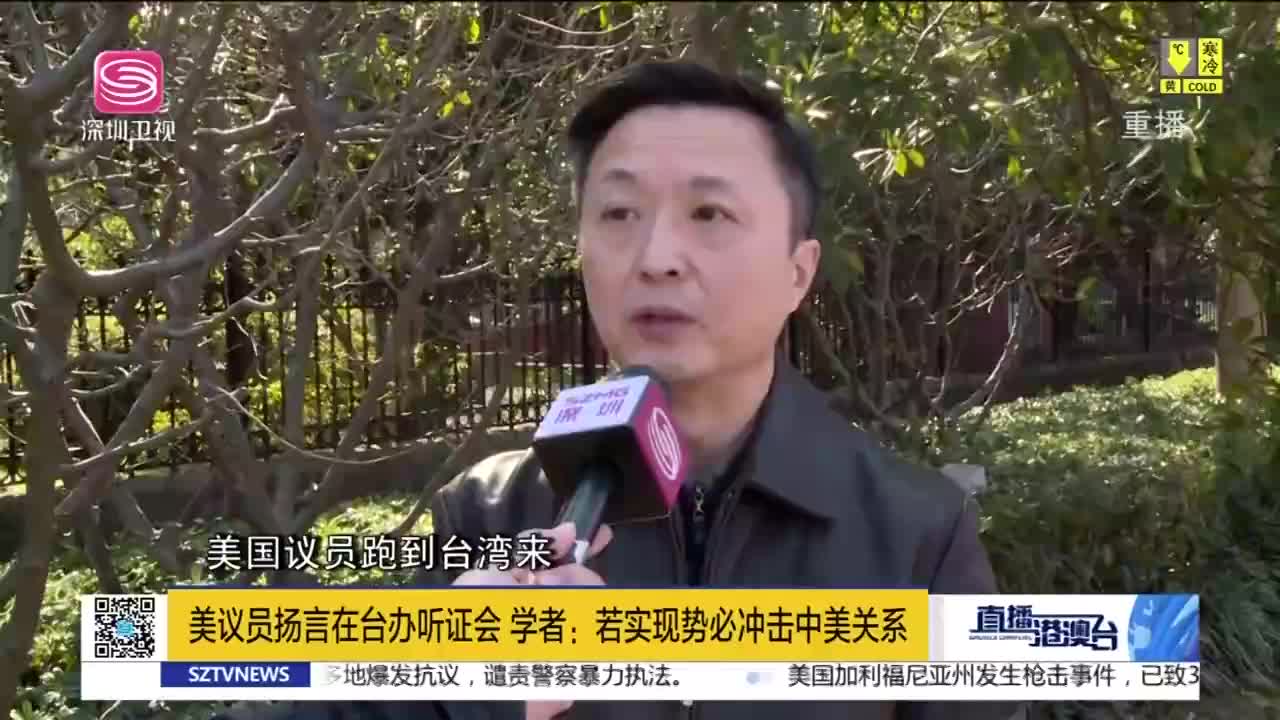 ℃
寒冷
黄 COLD
深圳卫视
重播
SZMG
深圳
美国议员跑到台湾来
美议员扬言在台办听证会 学者：若实现势必冲击中美关系
直播港澳台
SZTVNEWS
多地爆发抗议，谴责警察暴力执法。
美国加利福尼亚州发生枪击事件，已致3